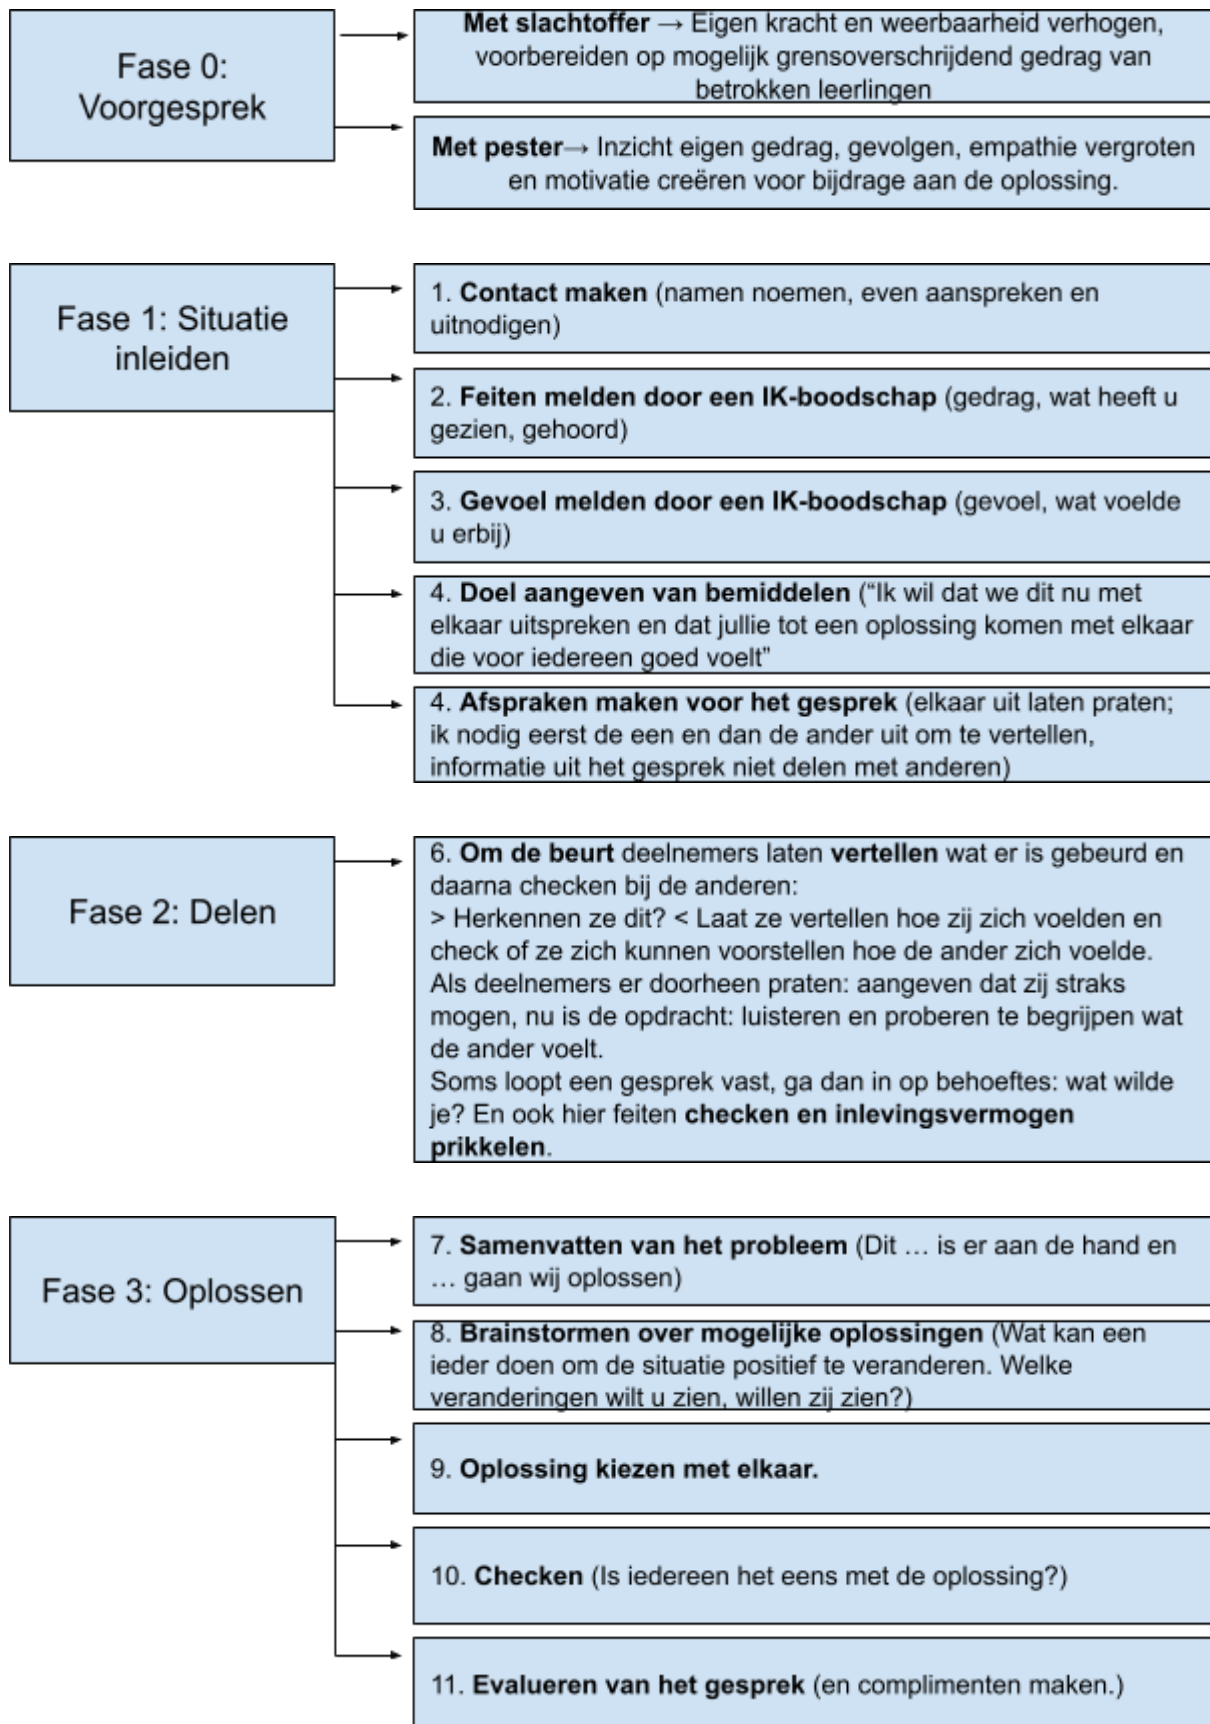 Fase 0:
Voorgesprek
Met slachtoffer → Eigen kracht en weerbaarheid verhogen,
voorbereiden op mogelijk grensoverschrijdend gedrag van
betrokken leerlingen
Met pester→ Inzicht eigen gedrag, gevolgen, empathie vergroten
en motivatie creëren voor bijdrage aan de oplossing.
Fase 1: Situatie
inleiden
1. Contact maken (namen noemen, even aanspreken en
uitnodigen)
2. Feiten melden door een IK-boodschap (gedrag, wat heeft u
gezien, gehoord)
3. Gevoel melden door een IK-boodschap (gevoel, wat voelde
u erbij)
4. Doel aangeven van bemiddelen (“Ik wil dat we dit nu met
elkaar uitspreken en dat jullie tot een oplossing komen met elkaar
die voor iedereen goed voelt”
4. Afspraken maken voor het gesprek (elkaar uit laten praten;
ik nodig eerst de een en dan de ander uit om te vertellen,
informatie uit het gesprek niet delen met anderen)
Fase 2: Delen
6. Om de beurt deelnemers laten vertellen wat er is gebeurd en
daarna checken bij de anderen:
> Herkennen ze dit? < Laat ze vertellen hoe zij zich voelden en
check of ze zich kunnen voorstellen hoe de ander zich voelde.
Als deelnemers er doorheen praten: aangeven dat zij straks
mogen, nu is de opdracht: luisteren en proberen te begrijpen wat
de ander voelt.
Soms loopt een gesprek vast, ga dan in op behoeftes: wat wilde
je? En ook hier feiten checken en inlevingsvermogen
prikkelen.
Fase 3: Oplossen
7. Samenvatten van het probleem (Dit … is er aan de hand en
… gaan wij oplossen)
8. Brainstormen over mogelijke oplossingen (Wat kan een
ieder doen om de situatie positief te veranderen. Welke
veranderingen wilt u zien, willen zij zien?)
9. Oplossing kiezen met elkaar.
10. Checken (Is iedereen het eens met de oplossing?)
11. Evalueren van het gesprek (en complimenten maken.)